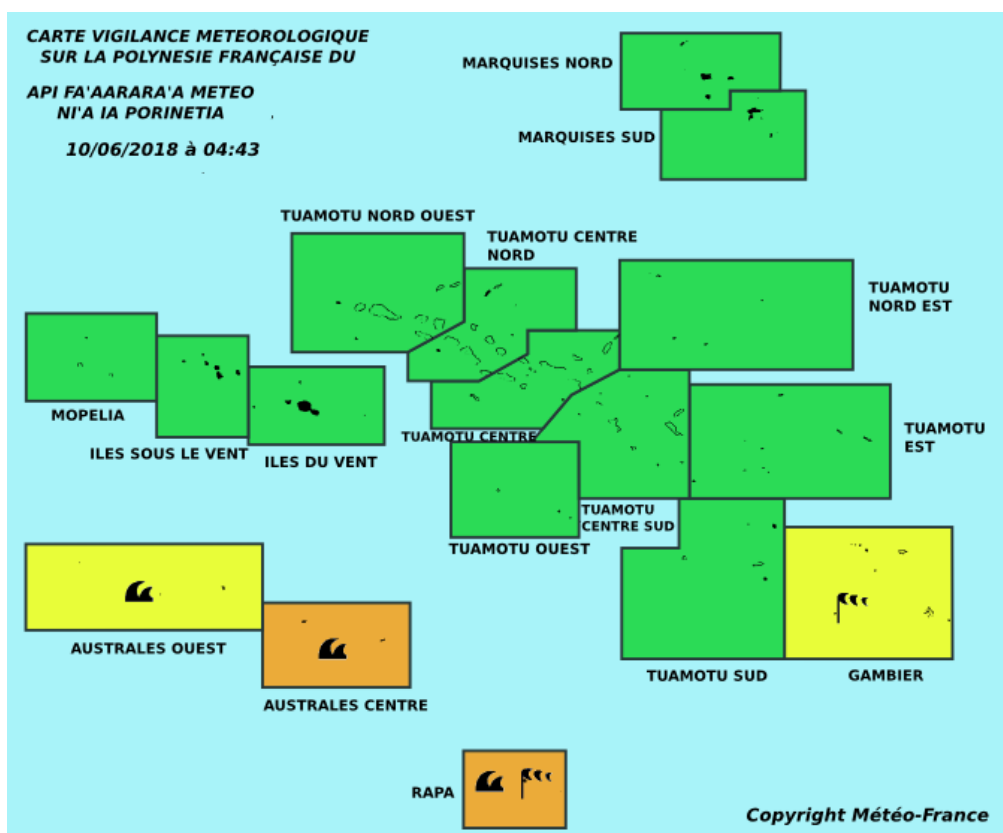 CARTE VIGILANCE METEOROLOGIQUE
SUR LA POLYNESIE FRANÇAISE DU
API FA'AARARA'A METEO
NI'A IA PORINETIA
10/06/2018 à 04:43
MARQUISES NORD
MARQUISES SUD
TUAMOTU NORD OUEST
TUAMOTU CENTRE
NORD
TUAMOTU
NORD EST
MOPELIA
ILES SOUS LE VENT
ILES DU VENT
TUAMOTU CENTRE
TUAMOTU
EST
TUAMOTU
CENTRE SUD
TUAMOTU OUEST
AUSTRALES OUEST
TUAMOTU SUD
GAMBIER
AUSTRALES CENTRE
RAPA
Copyright Météo-France